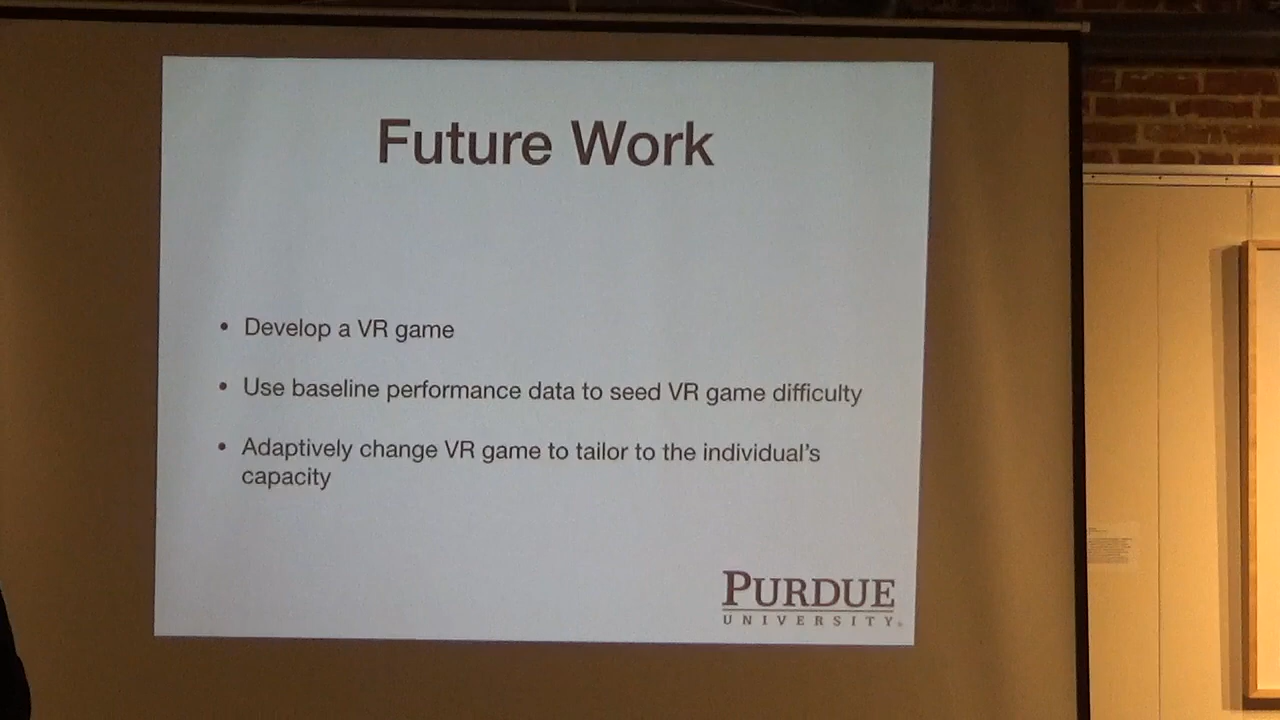 Future Work
• Develop a VR game
• Use baseline performance data to seed VR game difficulty
• Adaptively change VR game to tailor to the individual's
capacity
PURDUE
UNIVERSITY.